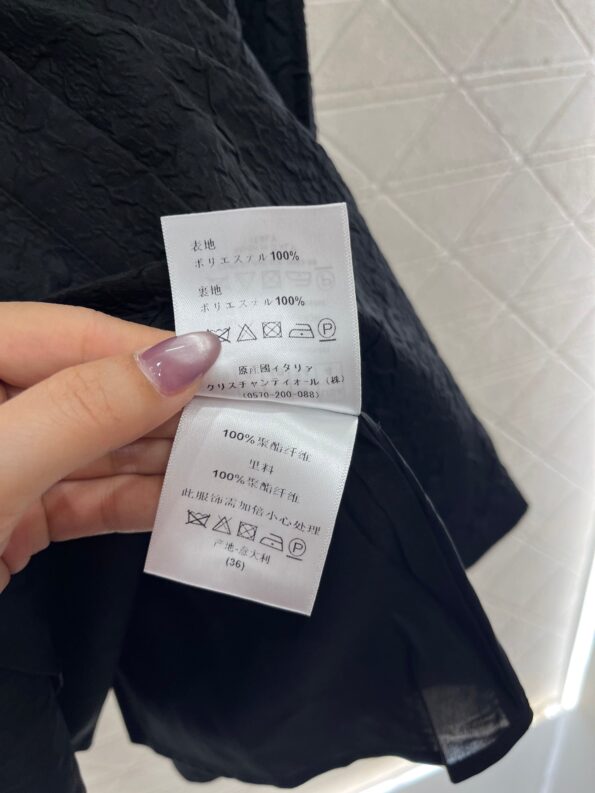 表地
ポリエステル100%
裏地
ポリエステル100%
P
原産國イタリア
クリスチャンディオール（株）
(0570-200-088)
100%聚酯纤维
里料
100%聚酯纤维
此服饰需加倍小心处理
P
产地-意大利
(36)